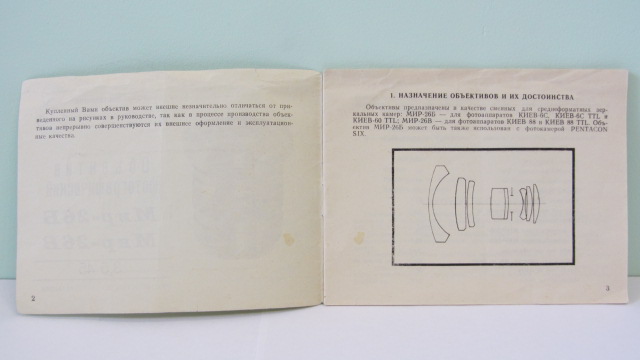 Купленный Вами объектив может внешне незначительно отличаться от при-
веденного на рисунках в руководстве, так как в процессе производства объек-
тивов непрерывно совершенствуются их внешнее оформление и эксплуатацион-
ные качества.
2
1. НАЗНАЧЕНИЕ ОБЪЕКТИВОВ И ИХ ДОСТОИНСТВА
Объективы предназначены в качестве сменных для среднеформатных зер-
кальных камер: МИР-26Б — для фотоаппаратов КИЕВ-6С, КИЕВ-6С TTL и
КИЕВ-60 TTL; МИР-26В — для фотоаппаратов КИЕВ 88 и КИЕВ 88 TTL. Объ-
ектив МИР-26Б может быть также использован с фотокамерой PENTACON
SIX.
3